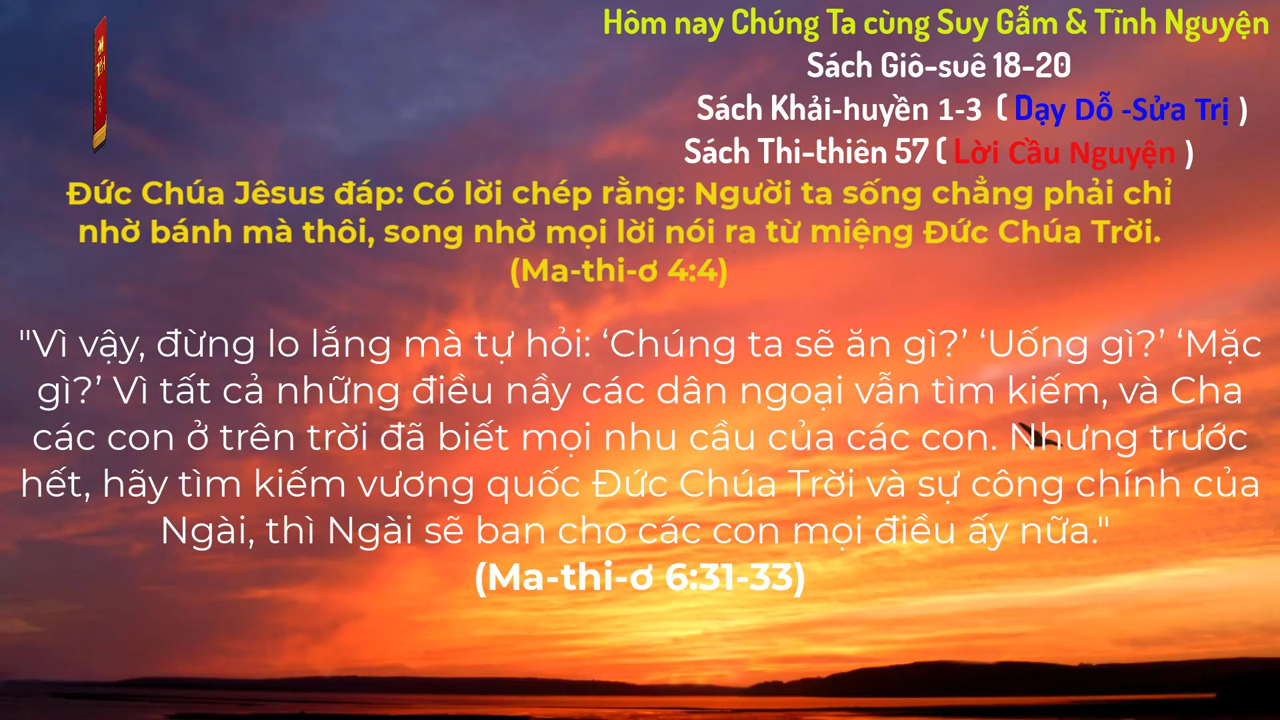 Hôm nay Chúng Ta cùng Suy Gẫm & Tĩnh Nguyện
Sách Giô-suê 18-20
Sách Khải-huyền 1-3 ( Dạy Dỗ -Sửa Trị )
Sách Thi-thiên 57 ( Lời Cầu Nguyện )
Đức Chúa Jêsus đáp: Có lời chép rằng: Người ta sống chẳng phải chỉ
nhờ bánh mà thôi, song nhờ mọi lời nói ra từ miệng Đức Chúa Trời.
(Ma-thi-ơ 4:4)
"Vì vậy, đừng lo lắng mà tự hỏi: ‘Chúng ta sẽ ăn gì?’ ‘Uống gì?’ ‘Mặc
gì?’ Vì tất cả những điều nầy các dân ngoại vẫn tìm kiếm, và Cha
các con ở trên trời đã biết mọi nhu cầu của các con. Nhưng trước
hết, hãy tìm kiếm vương quốc Đức Chúa Trời và sự công chính của
Ngài, thì Ngài sẽ ban cho các con mọi điều ấy nữa."
(Ma-thi-ơ 6:31-33)